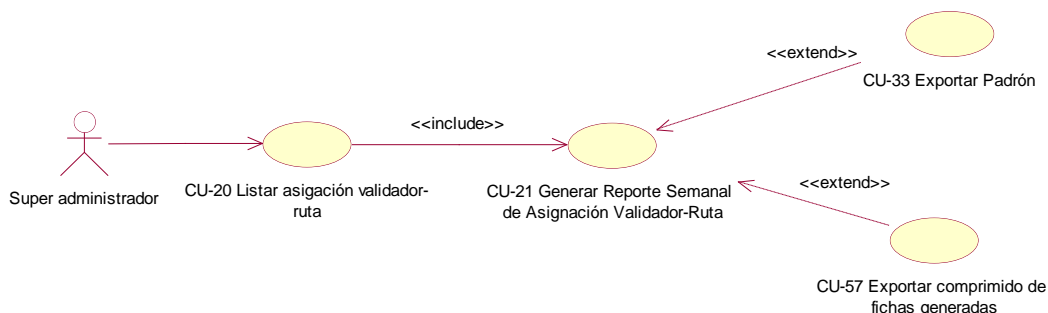 <<extend>>
CU-33 Exportar Padrón
<<include>>
Super administrador
CU-20 Listar asigación validador-
ruta
CU-21 Generar Reporte Semanal
de Asignación Validador-Ruta
<<extend>>
CU-57 Exportar comprimido de
fichas generadas